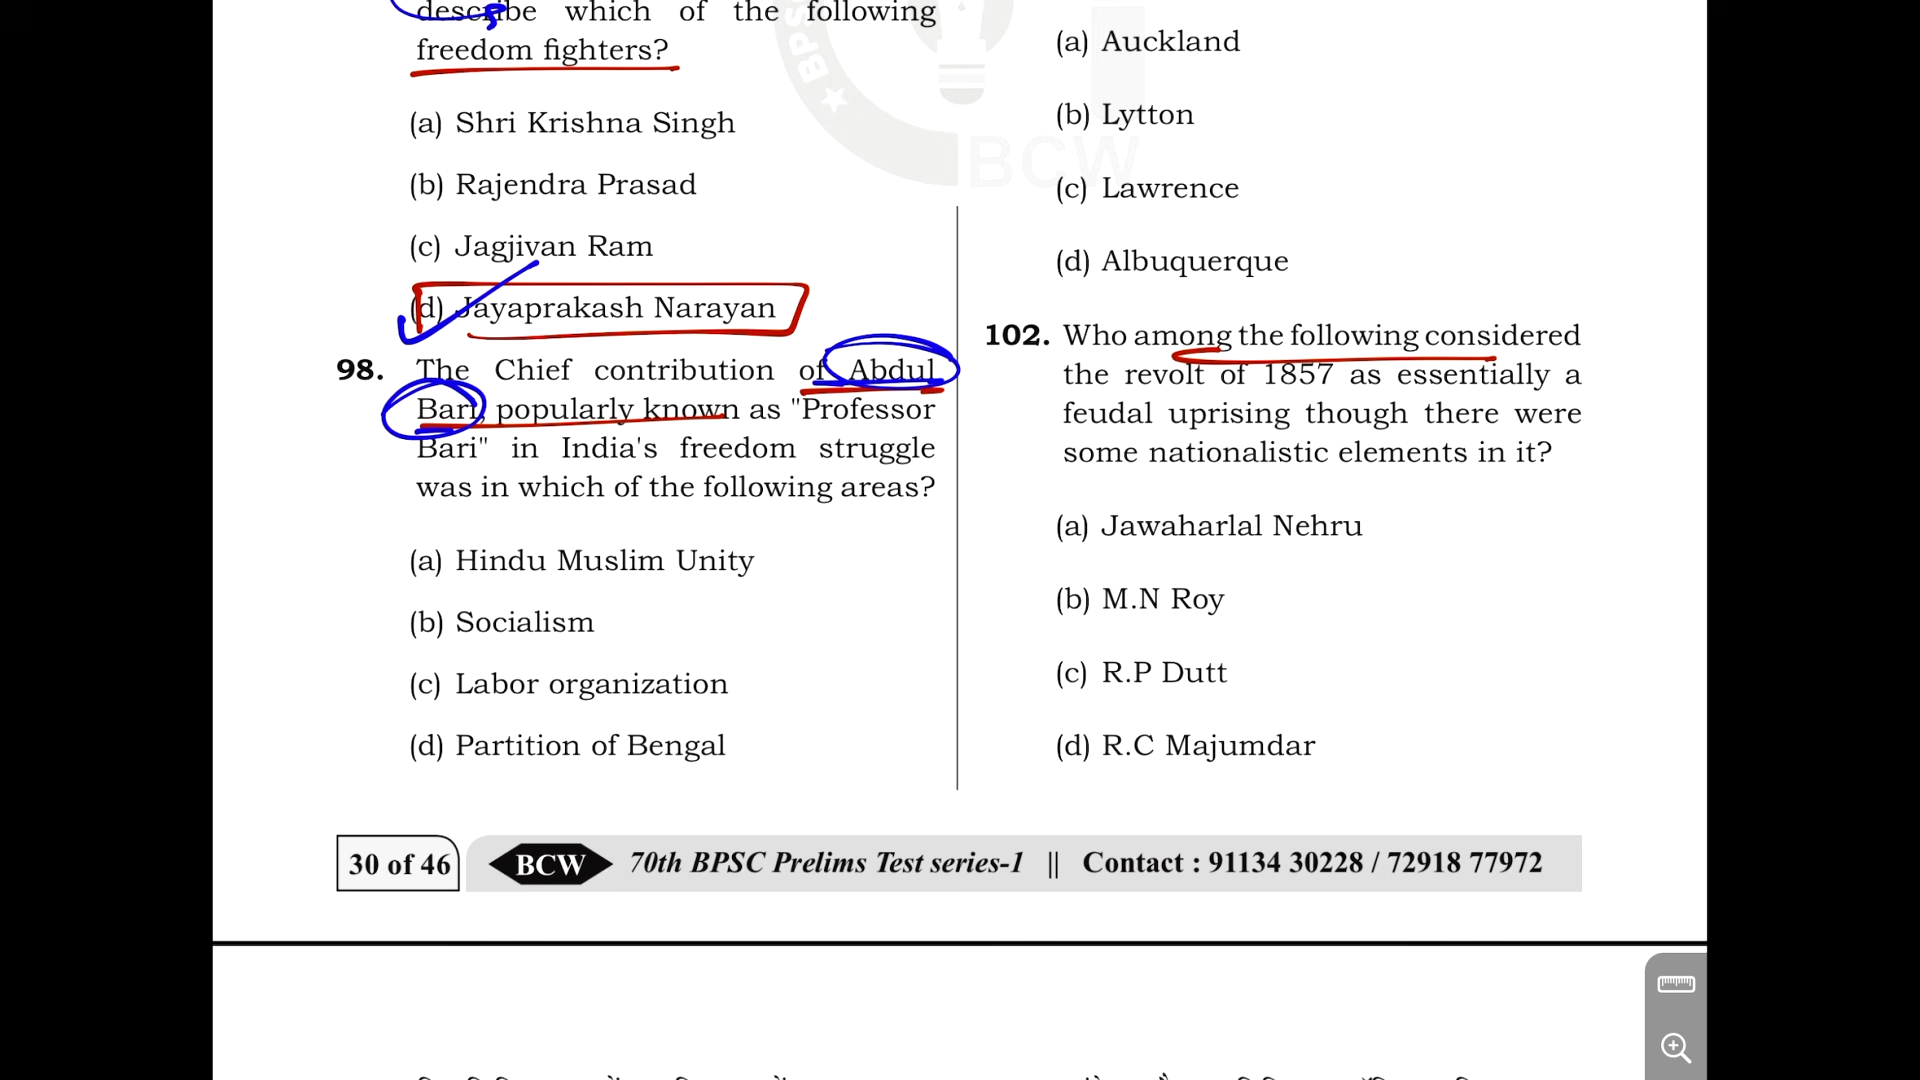 describe which of the following
freedom fighters?
(a) Shri Krishna Singh
(b) Rajendra Prasad
(c) Jagjivan Ram
(d) Jayaprakash Narayan
98. The Chief contribution of Abdul
Bari, popularly known as "Professor
Bari" in India's freedom struggle
was in which of the following areas?
(a) Hindu Muslim Unity
(b) Socialism
(c) Labor organization
(d) Partition of Bengal
(a) Auckland
(b) Lytton
(c) Lawrence
(d) Albuquerque
102. Who among the following considered
the revolt of 1857 as essentially a
feudal uprising though there were
some nationalistic elements in it?
(a) Jawaharlal Nehru
(b) M.N Roy
(c) R.P Dutt
(d) R.C Majumdar
BPSC
BCW
30 of 46 BCW 70th BPSC Prelims Test series-1 || Contact : 91134 30228 / 72918 77972